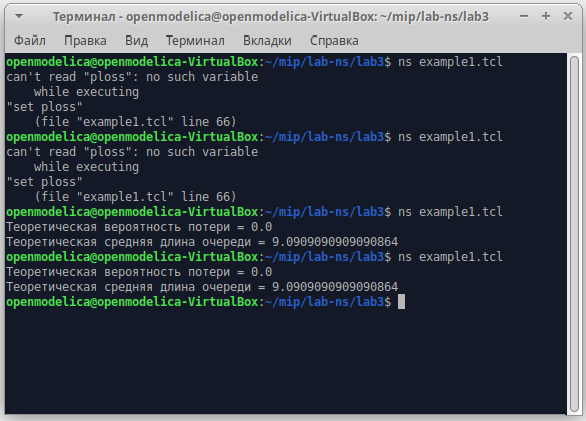 Терминал - openmodelica@openmodelica-VirtualBox: ~/mip/lab-ns/lab3
Файл Правка Вид Терминал Вкладки Справка
openmodelica@openmodelica-VirtualBox:~/mip/lab-ns/lab3$ ns example1.tcl
can't read "ploss": no such variable
    while executing
"set ploss"
    (file "example1.tcl" line 66)
openmodelica@openmodelica-VirtualBox:~/mip/lab-ns/lab3$ ns example1.tcl
can't read "ploss": no such variable
    while executing
"set ploss"
    (file "example1.tcl" line 66)
openmodelica@openmodelica-VirtualBox:~/mip/lab-ns/lab3$ ns example1.tcl
Теоретическая вероятность потери = 0.0
Теоретическая средняя длина очереди = 9.0909090909090864
openmodelica@openmodelica-VirtualBox:~/mip/lab-ns/lab3$ ns example1.tcl
Теоретическая вероятность потери = 0.0
Теоретическая средняя длина очереди = 9.0909090909090864
openmodelica@openmodelica-VirtualBox:~/mip/lab-ns/lab3$